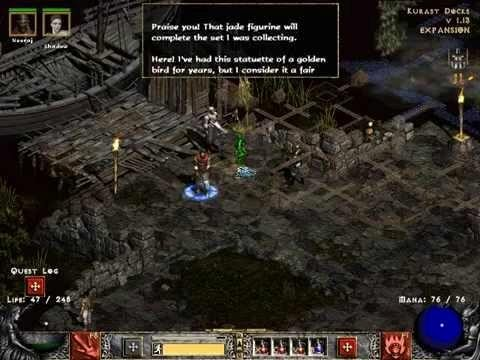 Praise you! That jade figurine will
complete the set I was collecting.
Here! I've had this statuette of a golden
bird for years, but I consider it a fair
Kurast Docks
v 1.13
EXPANSION
shadow
Quest Log
Life: 47 / 246
Mana: 76 / 76